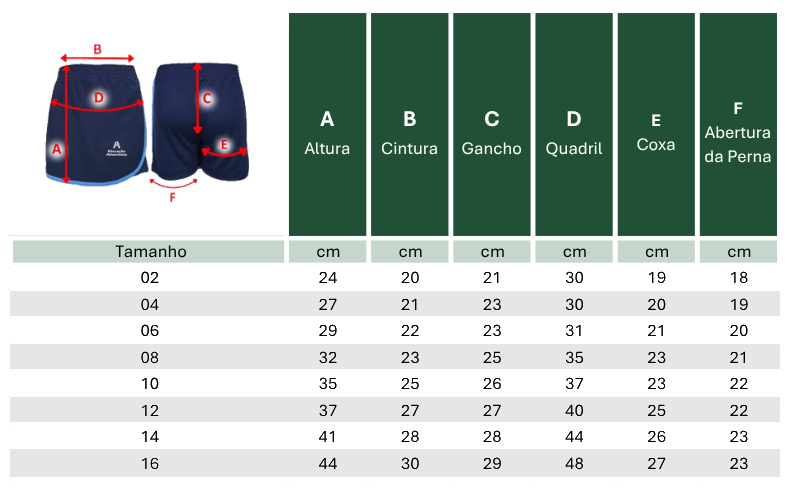 B
D
C
A
E
F
Educação
Adventista
A
Altura
B
Cintura
C
Gancho
D
Quadril
E
Coxa
F
Abertura
da Perna
Tamanho cm cm cm cm cm cm
02 24 20 21 30 19 18
04 27 21 23 30 20 19
06 29 22 23 31 21 20
08 32 23 25 35 23 21
10 35 25 26 37 23 22
12 37 27 27 40 25 22
14 41 28 28 44 26 23
16 44 30 29 48 27 23